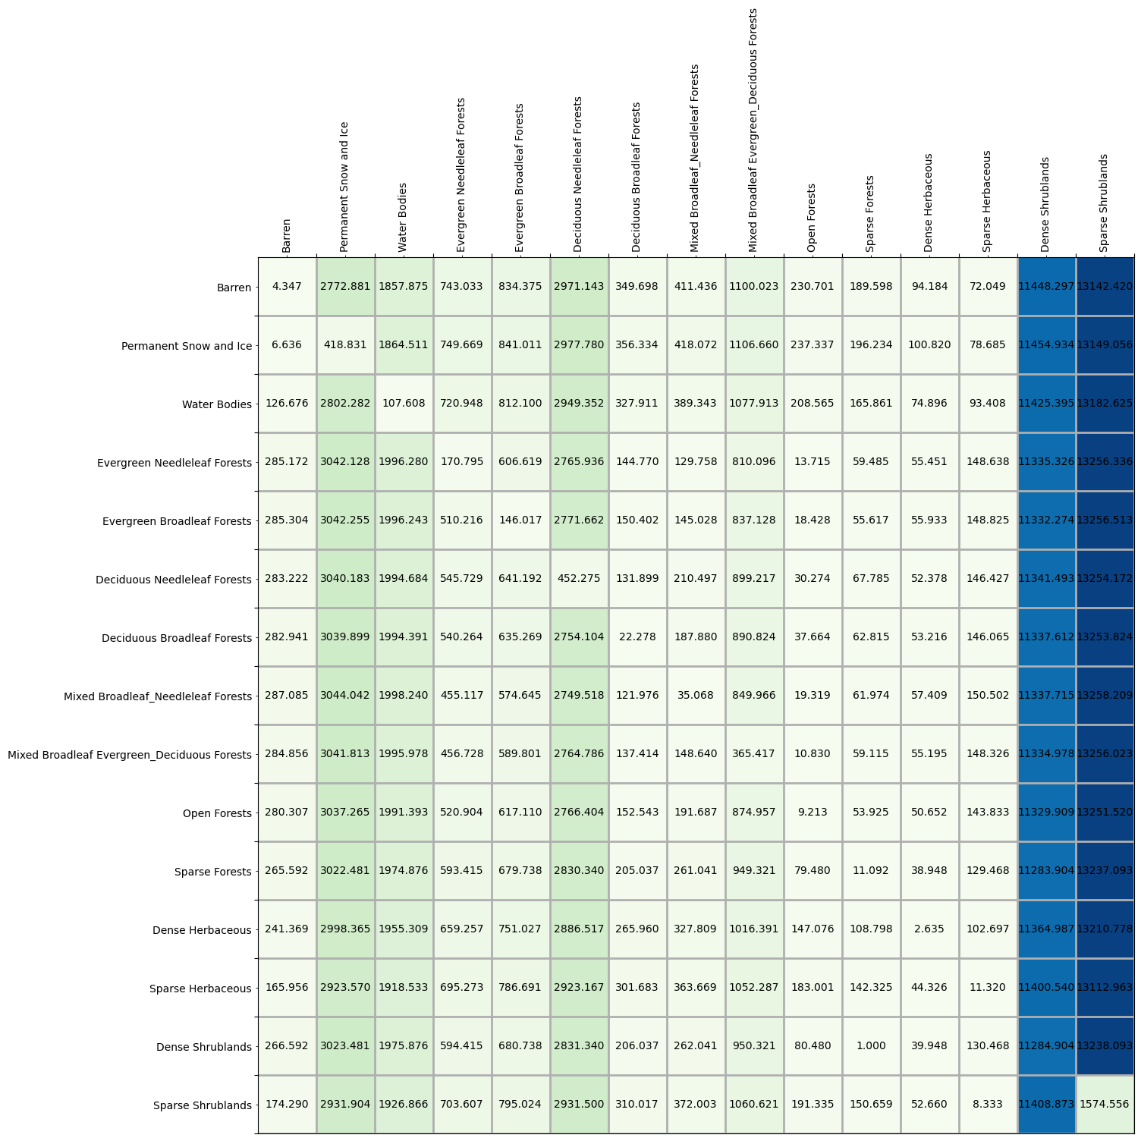 Barren
Permanent Snow and Ice
Water Bodies
Evergreen Needleleaf Forests
Evergreen Broadleaf Forests
Deciduous Needleleaf Forests
Deciduous Broadleaf Forests
Mixed Broadleaf_Needleleaf Forests
Mixed Broadleaf Evergreen_Deciduous Forests
Open Forests
Sparse Forests
Dense Herbaceous
Sparse Herbaceous
Dense Shrublands
Sparse Shrublands
Barren 4.347 2772.881 1857.875 743.033 834.375 2971.143 349.698 411.436 1100.023 230.701 189.598 94.184 72.049 11448.297 13142.420
Permanent Snow and Ice 6.636 418.831 1864.511 749.669 841.011 2977.780 356.334 418.072 1106.660 237.337 196.234 100.820 78.685 11454.934 13149.056
Water Bodies 126.676 2802.282 107.608 720.948 812.100 2949.352 327.911 389.343 1077.913 208.565 165.861 74.896 93.408 11425.395 13182.625
Evergreen Needleleaf Forests 285.172 3042.128 1996.280 170.795 606.619 2765.936 144.770 129.758 810.096 13.715 59.485 55.451 148.638 11335.326 13256.336
Evergreen Broadleaf Forests 285.304 3042.255 1996.243 510.216 146.017 2771.662 150.402 145.028 837.128 18.428 55.617 55.933 148.825 11332.274 13256.513
Deciduous Needleleaf Forests 283.222 3040.183 1994.684 545.729 641.192 452.275 131.899 210.497 899.217 30.274 67.785 52.378 146.427 11341.493 13254.172
Deciduous Broadleaf Forests 282.941 3039.899 1994.391 540.264 635.269 2754.104 22.278 187.880 890.824 37.664 62.815 53.216 146.065 11337.612 13253.824
Mixed Broadleaf_Needleleaf Forests 287.085 3044.042 1998.240 455.117 574.645 2749.518 121.976 35.068 849.966 19.319 61.974 57.409 150.502 11337.715 13258.209
Mixed Broadleaf Evergreen_Deciduous Forests 284.856 3041.813 1995.978 456.728 589.801 2764.786 137.414 148.640 365.417 10.830 59.115 55.195 148.326 11334.978 13256.023
Open Forests 280.307 3037.265 1991.393 520.904 617.110 2766.404 152.543 191.687 874.957 9.213 53.925 50.652 143.833 11329.909 13251.520
Sparse Forests 265.592 3022.481 1974.876 593.415 679.738 2830.340 205.037 261.041 949.321 79.480 11.092 38.948 129.468 11283.904 13237.093
Dense Herbaceous 241.369 2998.365 1955.309 659.257 751.027 2886.517 265.960 327.809 1016.391 147.076 108.798 2.635 102.697 11364.987 13210.778
Sparse Herbaceous 165.956 2923.570 1918.533 695.273 786.691 2923.167 301.683 363.669 1052.287 183.001 142.325 44.326 11.320 11400.540 13112.963
Dense Shrublands 266.592 3023.481 1975.876 594.415 680.738 2831.340 206.037 262.041 950.321 80.480 1.000 39.948 130.468 11284.904 13238.093
Sparse Shrublands 174.290 2931.904 1926.866 703.607 795.024 2931.500 310.017 372.003 1060.621 191.335 150.659 52.660 8.333 11408.873 1574.556